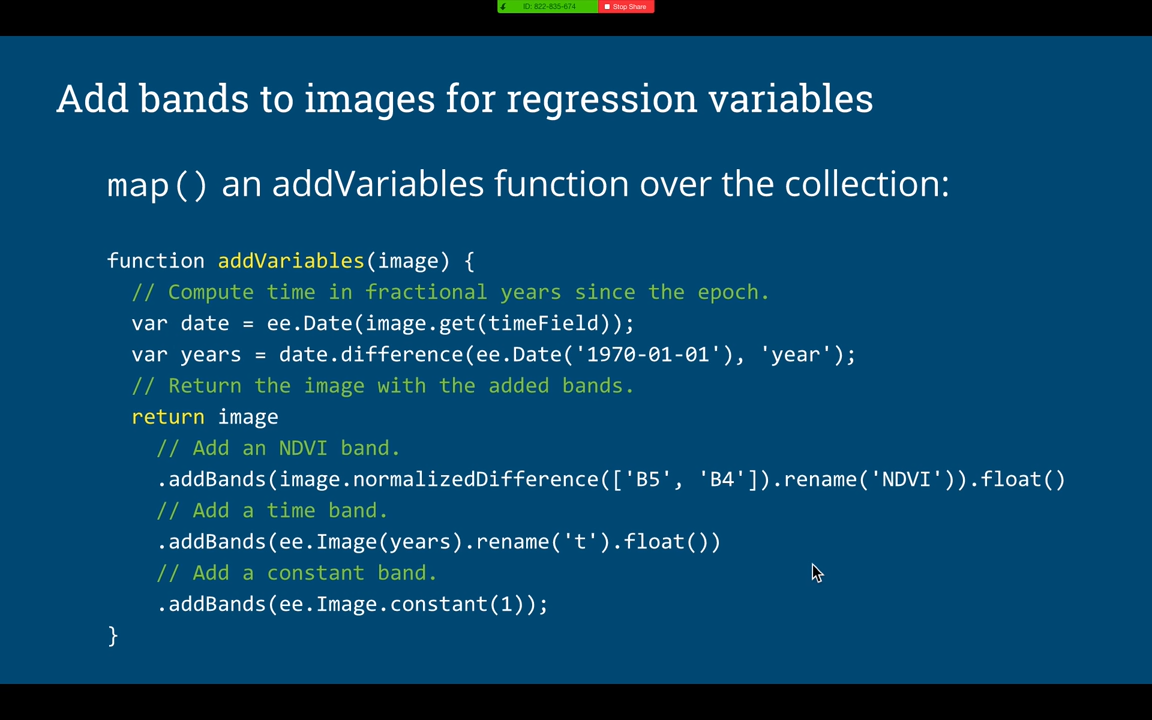 ID: 822-835-674 Stop Share
Add bands to images for regression variables
map() an addVariables function over the collection:
function addVariables(image) {
// Compute time in fractional years since the epoch.
var date = ee.Date(image.get(timeField));
var years = date.difference(ee.Date('1970-01-01'), 'year');
// Return the image with the added bands.
return image
// Add an NDVI band.
.addBands(image.normalizedDifference(['B5', 'B4']).rename('NDVI')).float()
// Add a time band.
.addBands(ee.Image(years).rename('t').float())
// Add a constant band.
.addBands(ee.Image.constant(1));
}